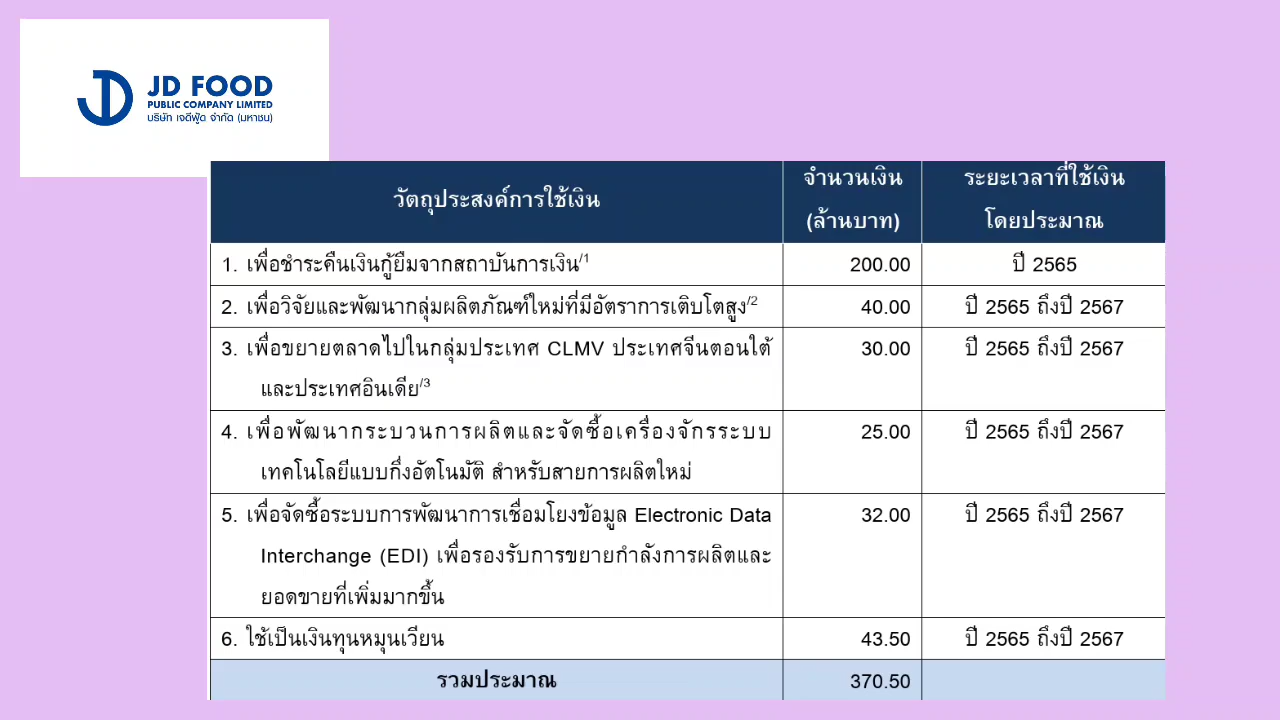 JD FOOD
PUBLIC COMPANY LIMITED
บริษัท เจดีฟู้ด จำกัด (มหาชน)
วัตถุประสงค์การใช้เงิน
จำนวนเงิน
(ล้านบาท)
ระยะเวลาที่ใช้เงิน
โดยประมาณ
1. เพื่อชำระคืนเงินกู้ยืมจากสถาบันการเงิน/1 200.00 ปี 2565
2. เพื่อวิจัยและพัฒนากลุ่มผลิตภัณฑ์ใหม่ที่มีอัตราการเติบโตสูง/2 40.00 ปี 2565 ถึงปี 2567
3. เพื่อขยายตลาดไปในกลุ่มประเทศ CLMV ประเทศจีนตอนใต้ 30.00 ปี 2565 ถึงปี 2567
และประเทศอินเดีย/3
4. เพื่อพัฒนากระบวนการผลิตและจัดซื้อเครื่องจักรระบบ 25.00 ปี 2565 ถึงปี 2567
เทคโนโลยีแบบกึ่งอัตโนมัติ สำหรับสายการผลิตใหม่
5. เพื่อจัดซื้อระบบการพัฒนาการเชื่อมโยงข้อมูล Electronic Data 32.00 ปี 2565 ถึงปี 2567
Interchange (EDI) เพื่อรองรับการขยายกำลังการผลิตและ
ยอดขายที่เพิ่มมากขึ้น
6. ใช้เป็นเงินทุนหมุนเวียน 43.50 ปี 2565 ถึงปี 2567
รวมประมาณ 370.50